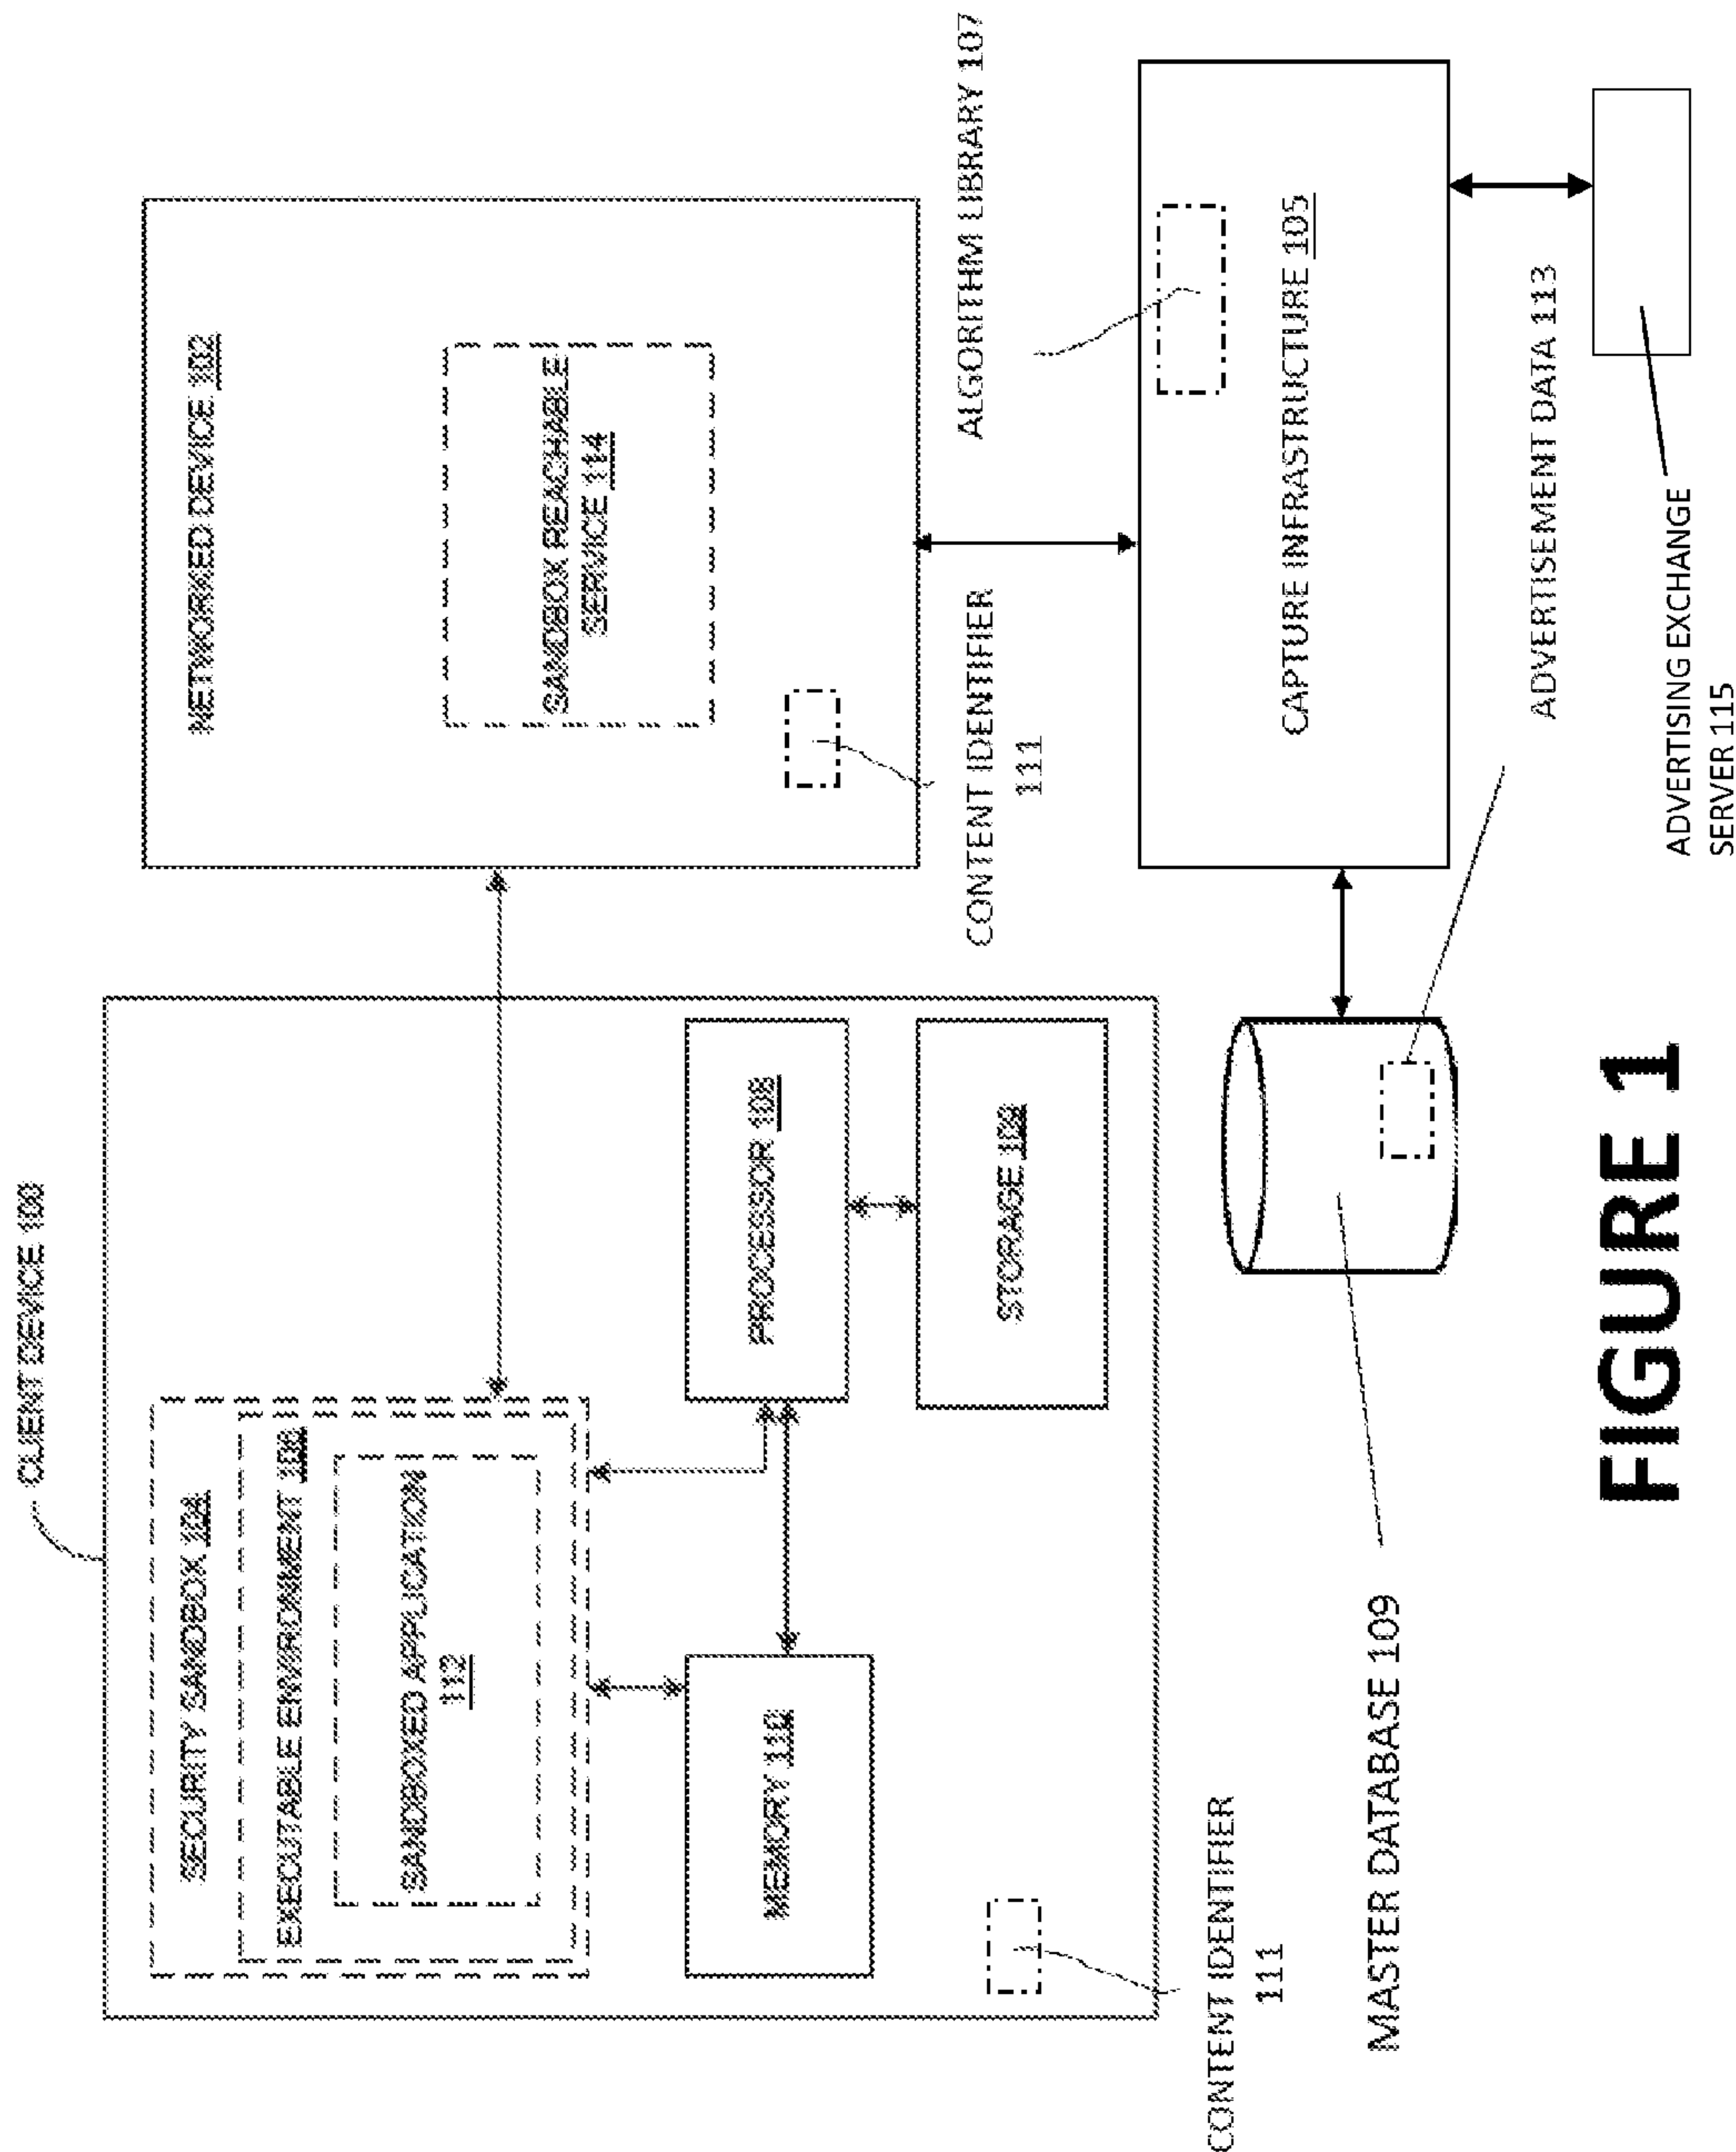 CLIENT DEVICE 100
SECURITY SANDBOX 104
EXECUTABLE ENVIRONMENT 106
SANDBOXED APPLICATION
112
MEMORY 110
PROCESSOR 108
STORAGE 109
CONTENT IDENTIFIER
111
NETWORKED DEVICE 102
SANDBOX REACHABLE
SERVICE 114
CONTENT IDENTIFIER
111
ALGORITHM LIBRARY 107
CAPTURE INFRASTRUCTURE 105
MASTER DATABASE 109
ADVERTISEMENT DATA 113
ADVERTISING EXCHANGE
SERVER 115
FIGURE 1